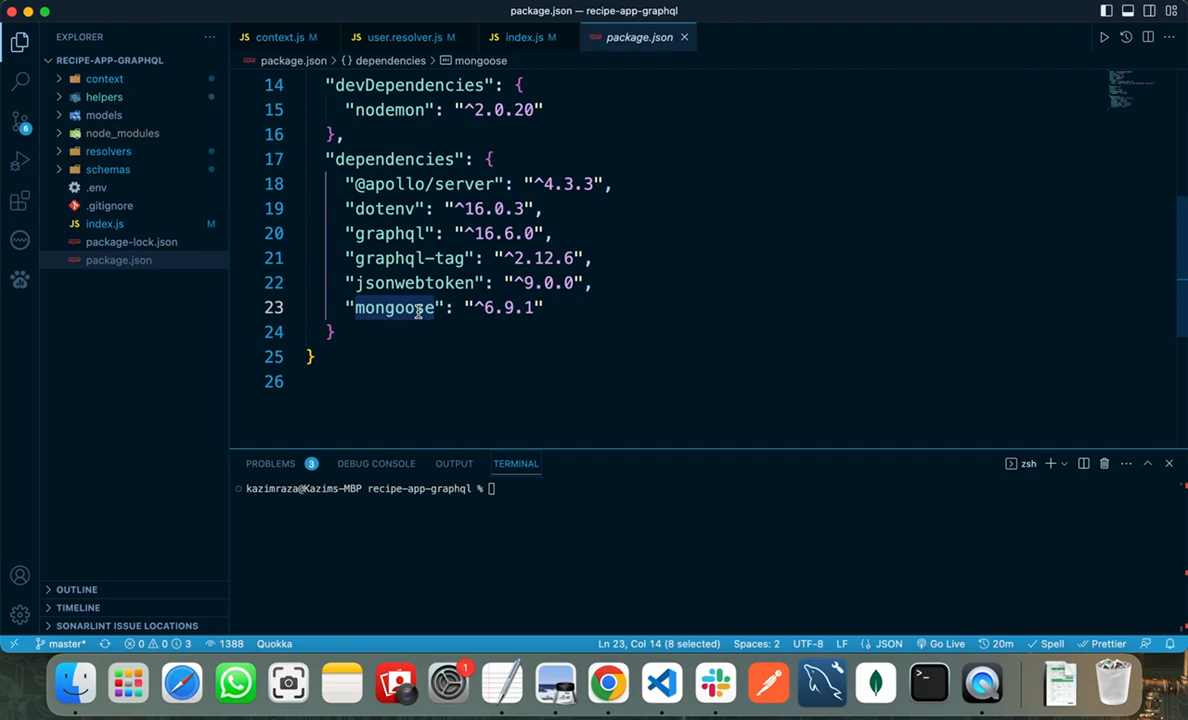 package.json — recipe-app-graphql
EXPLORER
RECIPE-APP-GRAPHQL
context
helpers
models
node_modules
resolvers
schemas
.env
.gitignore
index.js M
package-lock.json
package.json
OUTLINE
TIMELINE
SONARLINT ISSUE LOCATIONS
6
JS context.js M JS user.resolver.js M JS index.js M package.json
package.json > {} dependencies > mongoose
14 "devDependencies": {
15 "nodemon": "^2.0.20"
16 },
17 "dependencies": {
18 "@apollo/server": "^4.3.3",
19 "dotenv": "^16.0.3",
20 "graphql": "^16.6.0",
21 "graphql-tag": "^2.12.6",
22 "jsonwebtoken": "^9.0.0",
23 "mongoose": "^6.9.1"
24 }
25 }
26
PROBLEMS 3 DEBUG CONSOLE OUTPUT TERMINAL zsh
kazimraza@Kazims-MBP recipe-app-graphql %
master* 0 0 3 1388 Quokka Ln 23, Col 14 (8 selected) Spaces: 2 UTF-8 LF {} JSON Go Live 20m Spell Prettier
1